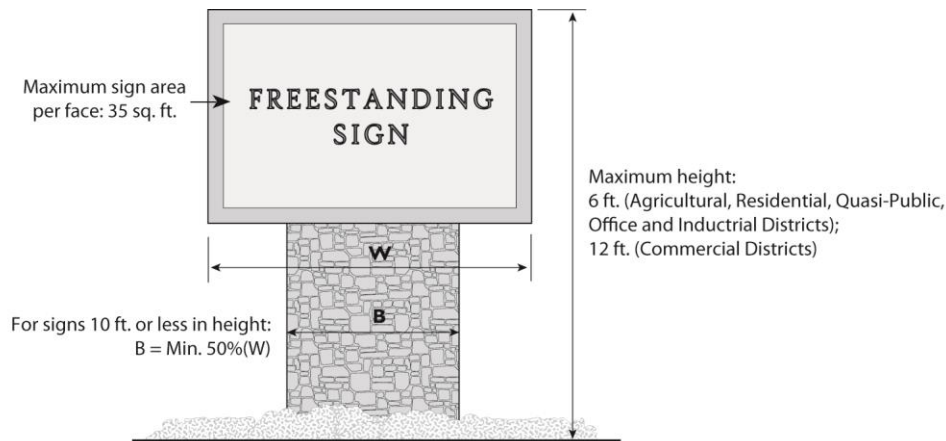 FREESTANDING
SIGN
Maximum sign area
per face: 35 sq. ft.
Maximum height:
6 ft. (Agricultural, Residential, Quasi-Public,
Office and Inductrial Districts);
12 ft. (Commercial Districts)
W
B
For signs 10 ft. or less in height:
B = Min. 50%(W)